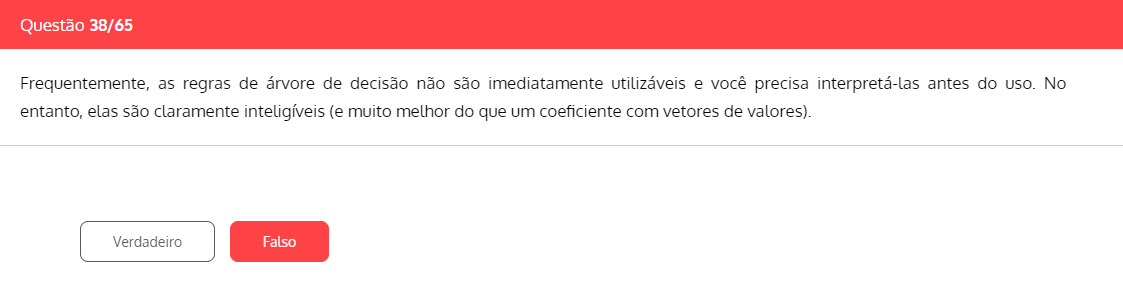 Questão 38/65
Frequentemente, as regras de árvore de decisão não são imediatamente utilizáveis e você precisa interpretá-las antes do uso. No
entanto, elas são claramente inteligíveis (e muito melhor do que um coeficiente com vetores de valores).
Verdadeiro
Falso